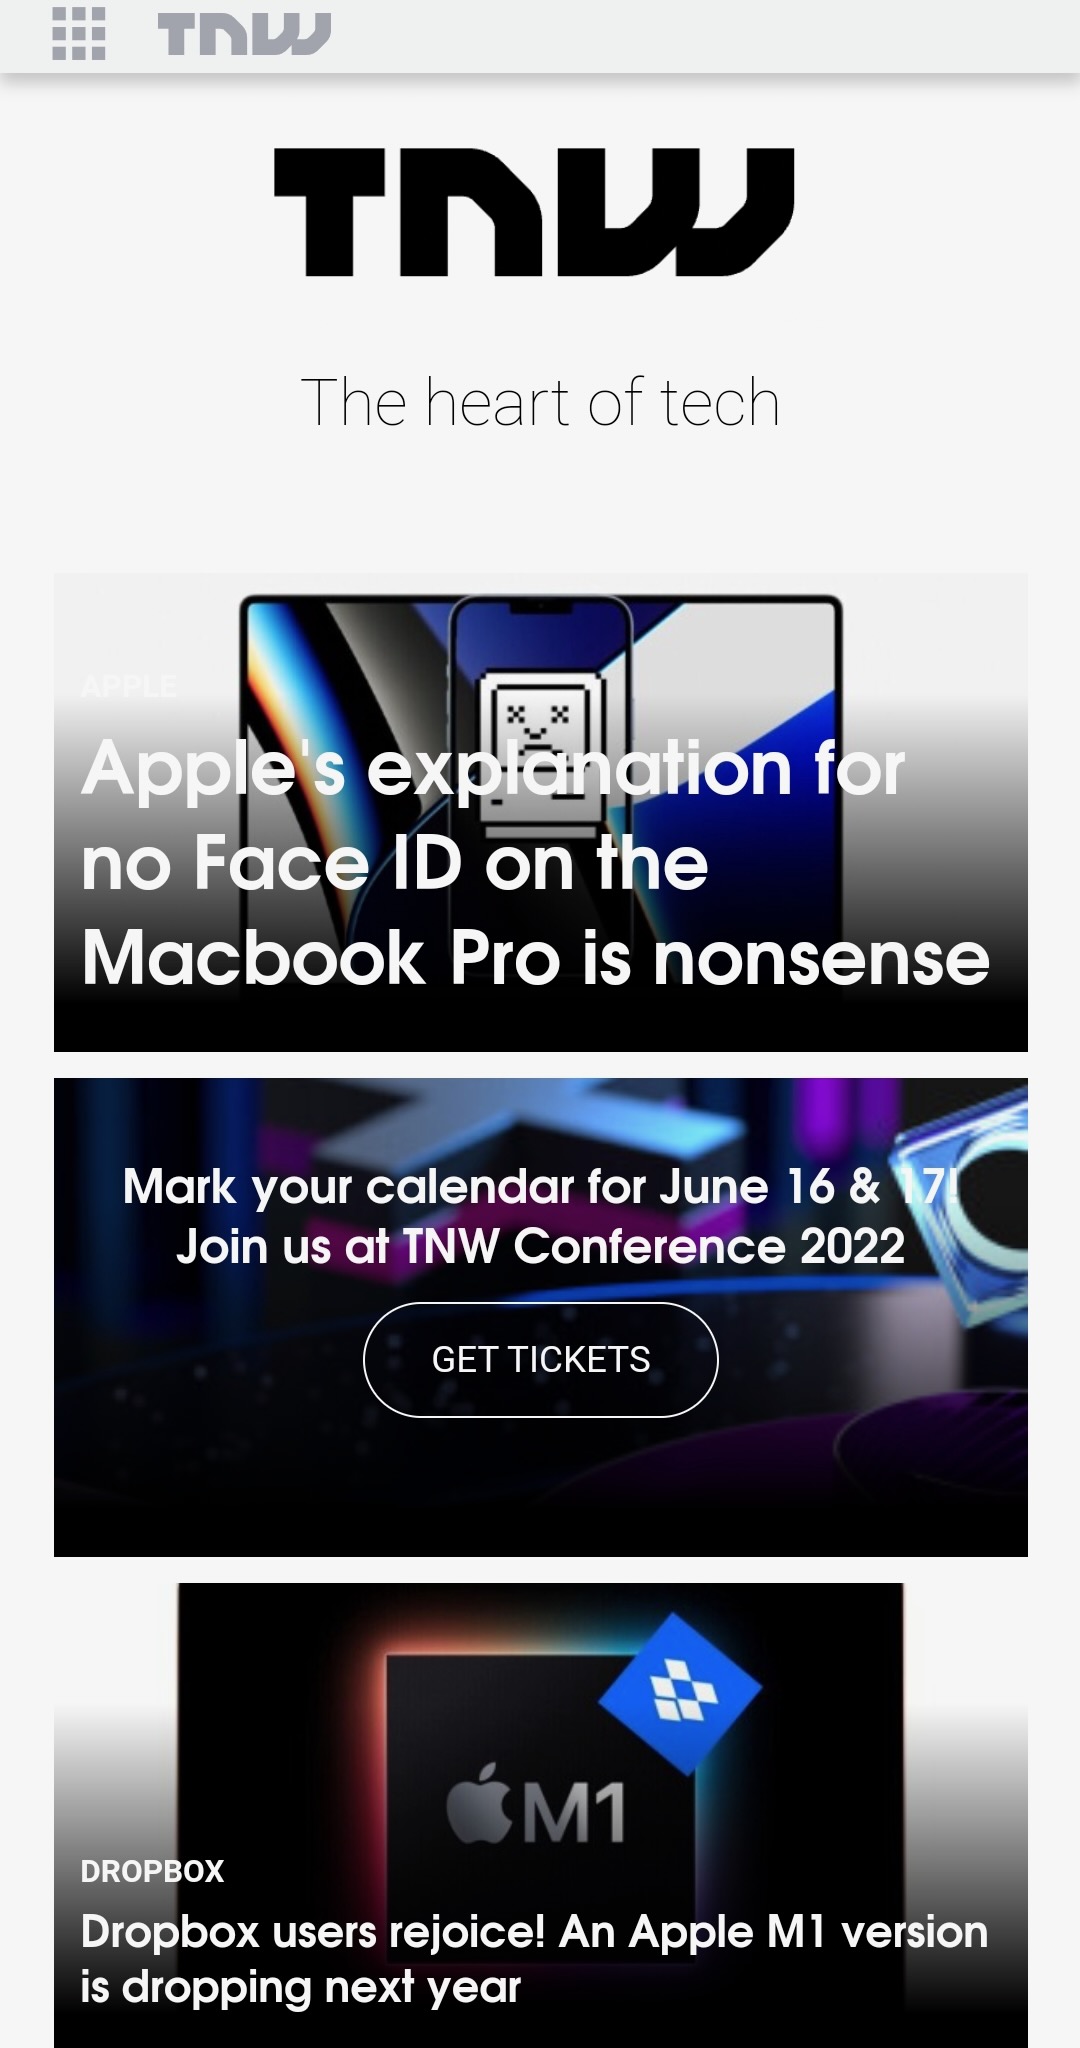 TNW
TNW
The heart of tech
APPLE
Apple's explanation for
no Face ID on the
Macbook Pro is nonsense
Mark your calendar for June 16 & 17!
Join us at TNW Conference 2022
GET TICKETS
M1
DROPBOX
Dropbox users rejoice! An Apple M1 version
is dropping next year